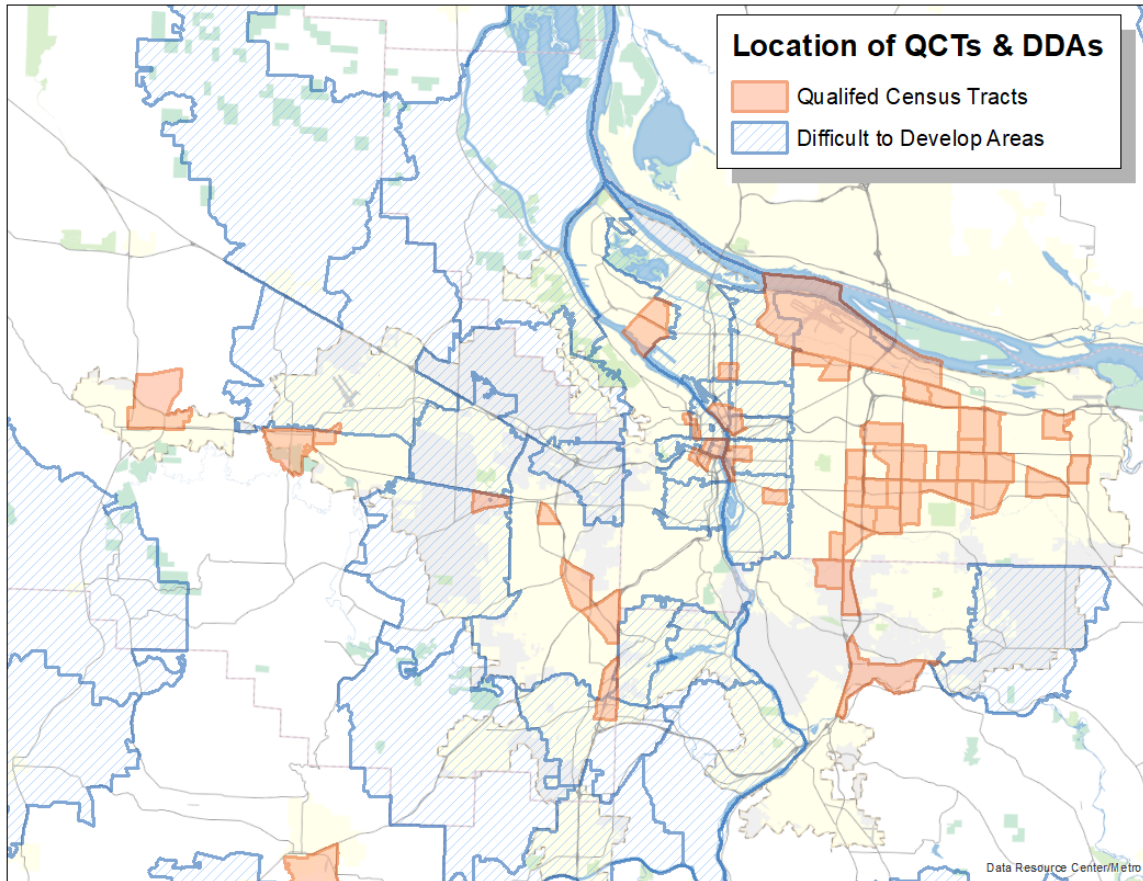 Location of QCTs & DDAs
Qualifed Census Tracts
Difficult to Develop Areas
Data Resource Center/Metro